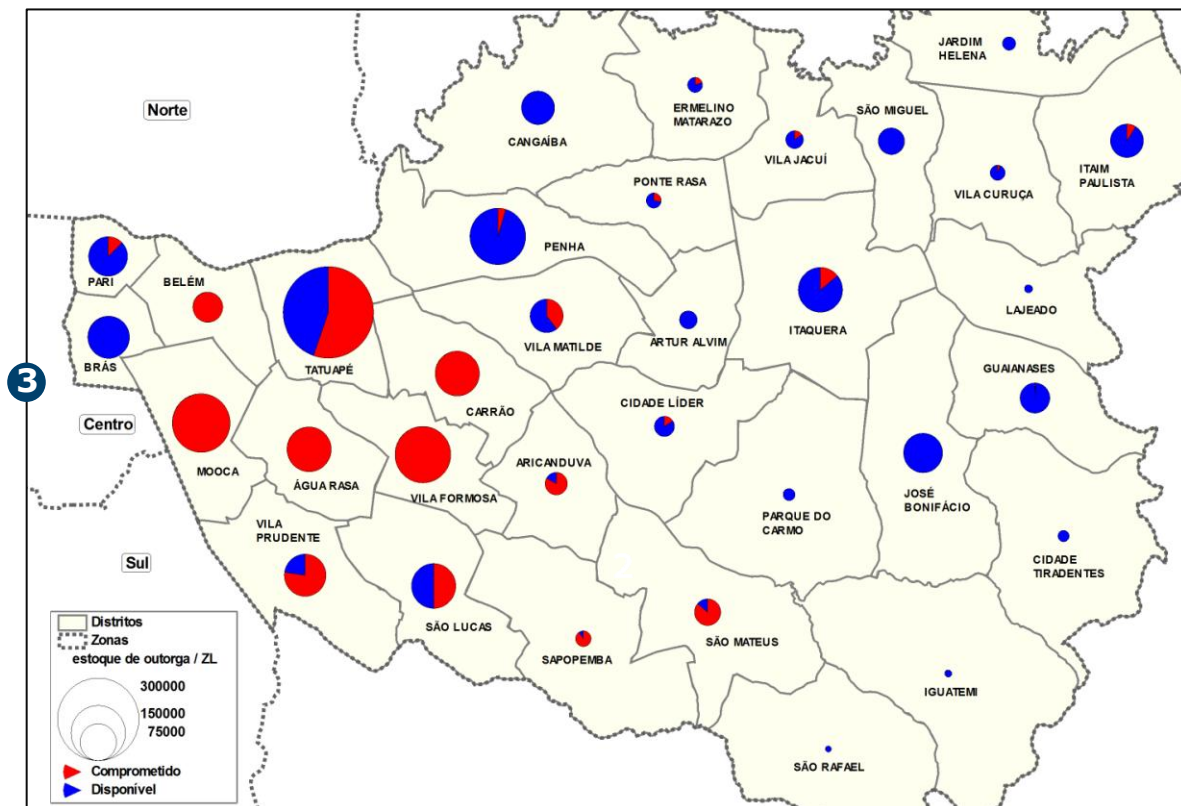 JARDIM
HELENA
Norte
ERMELINO
MATARAZO
SÃO MIGUEL
CANGAÍBA
VILA JACUÍ
ITAIM
PAULISTA
PONTE RASA
VILA CURUÇA
PENHA
PARI
BELÉM
LAJEADO
ITAQUERA
VILA MATILDE
ARTUR ALVIM
BRÁS
TATUAPÉ
GUAIANASES
3
CIDADE LÍDER
CARRÃO
Centro
MOOCA
ÁGUA RASA
VILA FORMOSA
ARICANDUVA
JOSÉ
BONIFÁCIO
PARQUE DO
CARMO
VILA
PRUDENTE
Sul
2
CIDADE
TIRADENTES
SÃO LUCAS
SAPOPEMBA
SÃO MATEUS
IGUATEMI
SÃO RAFAEL
Distritos
Zonas
estoque de outorga / ZL
300000
150000
75000
Comprometido
Disponível